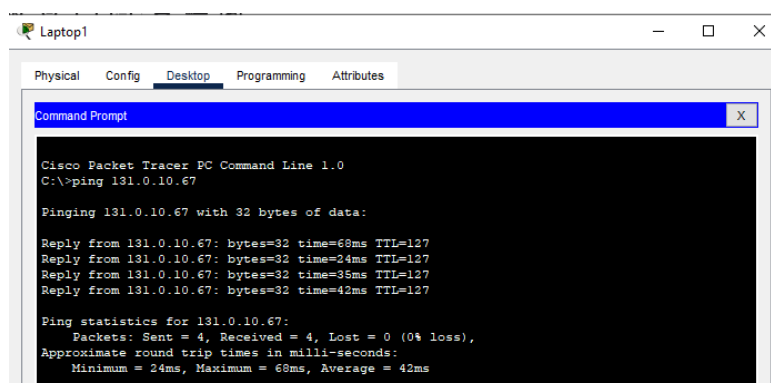 Laptop1
Physical Config Desktop Programming Attributes
Command Prompt X
Cisco Packet Tracer PC Command Line 1.0
C:\>ping 131.0.10.67
Pinging 131.0.10.67 with 32 bytes of data:
Reply from 131.0.10.67: bytes=32 time=68ms TTL=127
Reply from 131.0.10.67: bytes=32 time=24ms TTL=127
Reply from 131.0.10.67: bytes=32 time=35ms TTL=127
Reply from 131.0.10.67: bytes=32 time=42ms TTL=127
Ping statistics for 131.0.10.67:
Packets: Sent = 4, Received = 4, Lost = 0 (0% loss),
Approximate round trip times in milli-seconds:
Minimum = 24ms, Maximum = 68ms, Average = 42ms